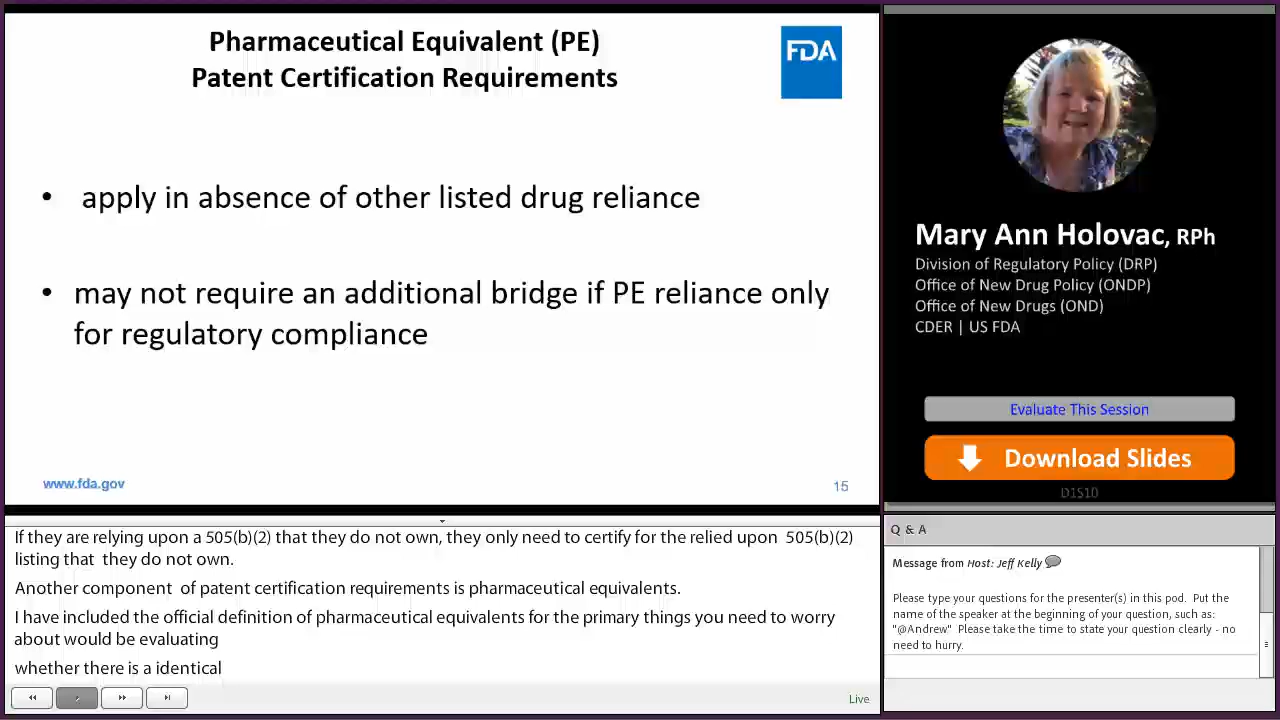 Pharmaceutical Equivalent (PE)
Patent Certification Requirements
FDA
• apply in absence of other listed drug reliance
• may not require an additional bridge if PE reliance only
for regulatory compliance
www.fda.gov
15
Mary Ann Holovac, RPh
Division of Regulatory Policy (DRP)
Office of New Drug Policy (ONDP)
Office of New Drugs (OND)
CDER | US FDA
Evaluate This Session
Download Slides
D1S10
If they are relying upon a 505(b)(2) that they do not own, they only need to certify for the relied upon 505(b)(2)
listing that they do not own.
Another component of patent certification requirements is pharmaceutical equivalents.
I have included the official definition of pharmaceutical equivalents for the primary things you need to worry
about would be evaluating
whether there is a identical
Live
Q & A
Message from Host: Jeff Kelly
Please type your questions for the presenter(s) in this pod. Put the
name of the speaker at the beginning of your question, such as:
"@Andrew" Please take the time to state your question clearly - no
need to hurry.